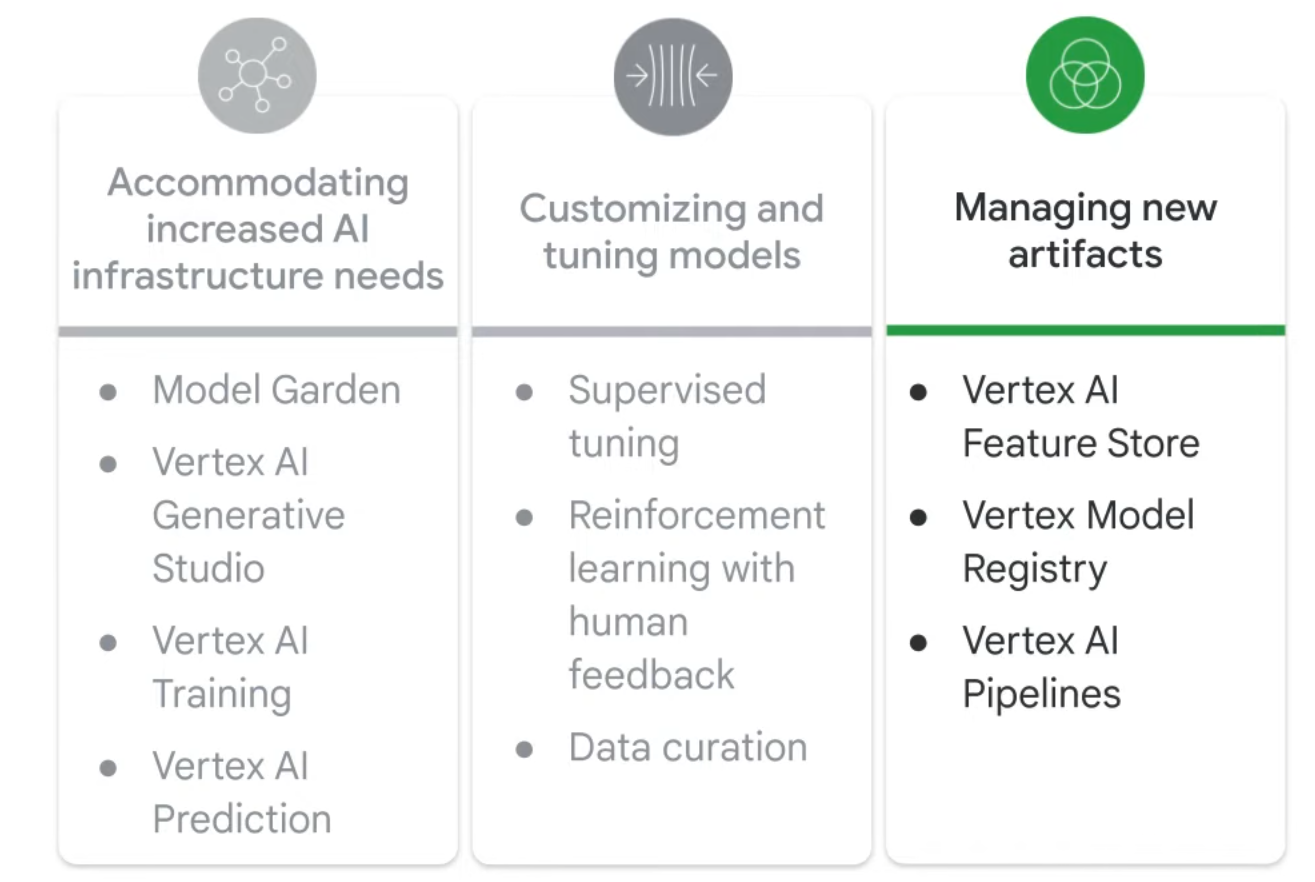 Accommodating
increased AI
infrastructure needs
● Model Garden
● Vertex AI
Generative
Studio
● Vertex AI
Training
● Vertex AI
Prediction
Customizing and
tuning models
● Supervised
tuning
● Reinforcement
learning with
human
feedback
● Data curation
Managing new
artifacts
● Vertex AI
Feature Store
● Vertex Model
Registry
● Vertex AI
Pipelines